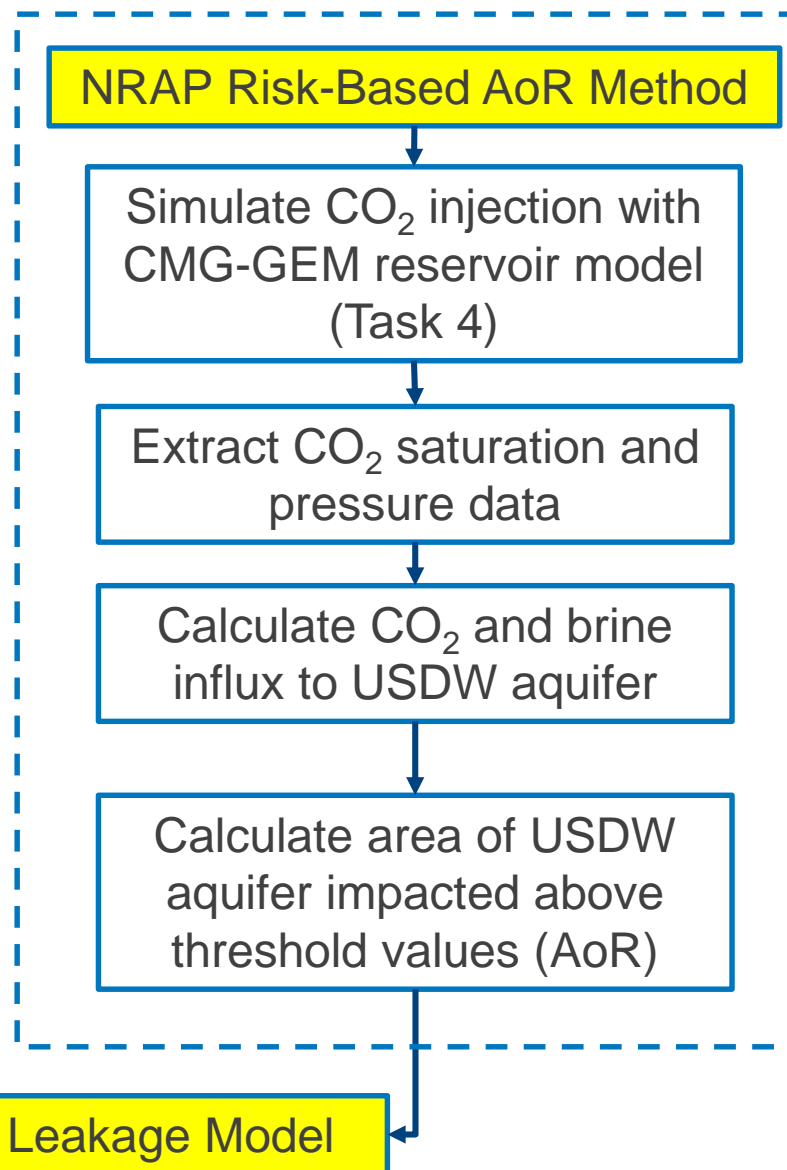 NRAP Risk-Based AoR Method
Simulate CO₂ injection with
CMG-GEM reservoir model
(Task 4)
Extract CO₂ saturation and
pressure data
Calculate CO₂ and brine
influx to USDW aquifer
Calculate area of USDW
aquifer impacted above
threshold values (AoR)
Leakage Model